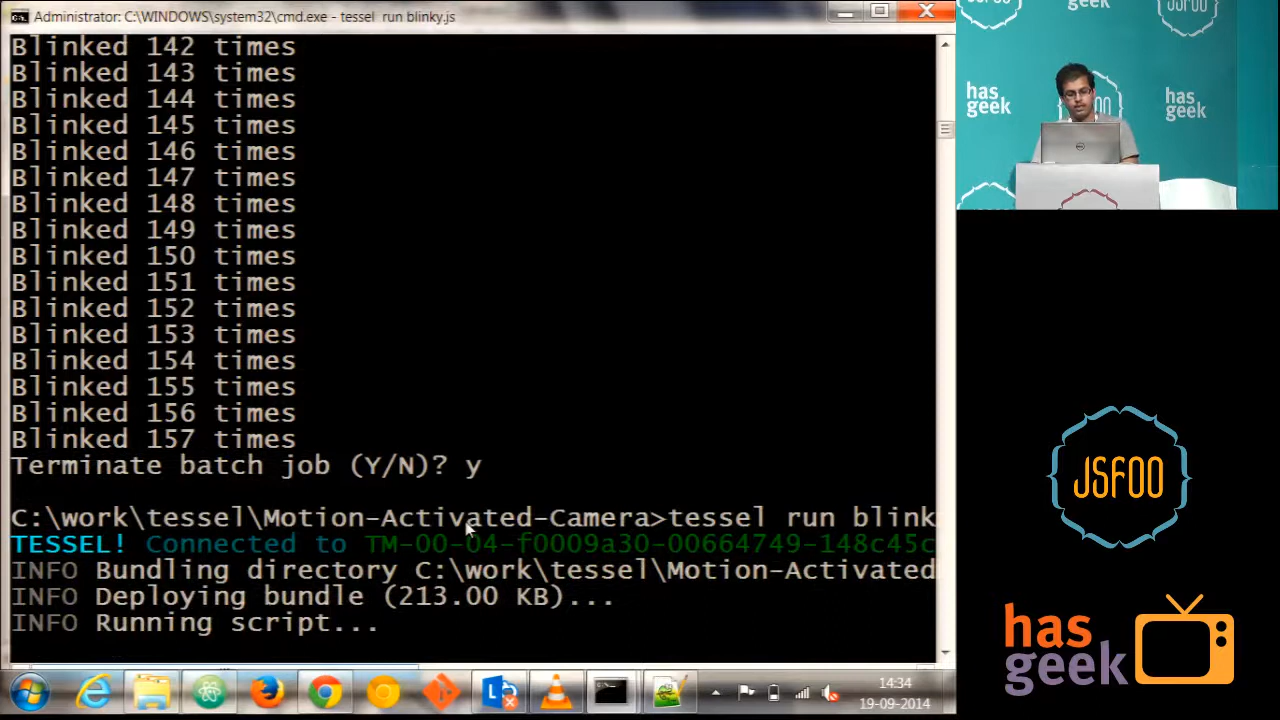 Administrator: C:\WINDOWS\system32\cmd.exe - tessel run blinky.js
Blinked 142 times
Blinked 143 times
Blinked 144 times
Blinked 145 times
Blinked 146 times
Blinked 147 times
Blinked 148 times
Blinked 149 times
Blinked 150 times
Blinked 151 times
Blinked 152 times
Blinked 153 times
Blinked 154 times
Blinked 155 times
Blinked 156 times
Blinked 157 times
Terminate batch job (Y/N)? y
C:\work\tessel\Motion-Activated-Camera>tessel run blink
TESSEL! Connected to TM-00-04-f0009a30-00664749-148c45c
INFO Bundling directory C:\work\tessel\Motion-Activated
INFO Deploying bundle (213.00 KB)...
INFO Running script...
14:34
19-09-2014
geek
has
geek
has
geek
JSFOO
has
geek